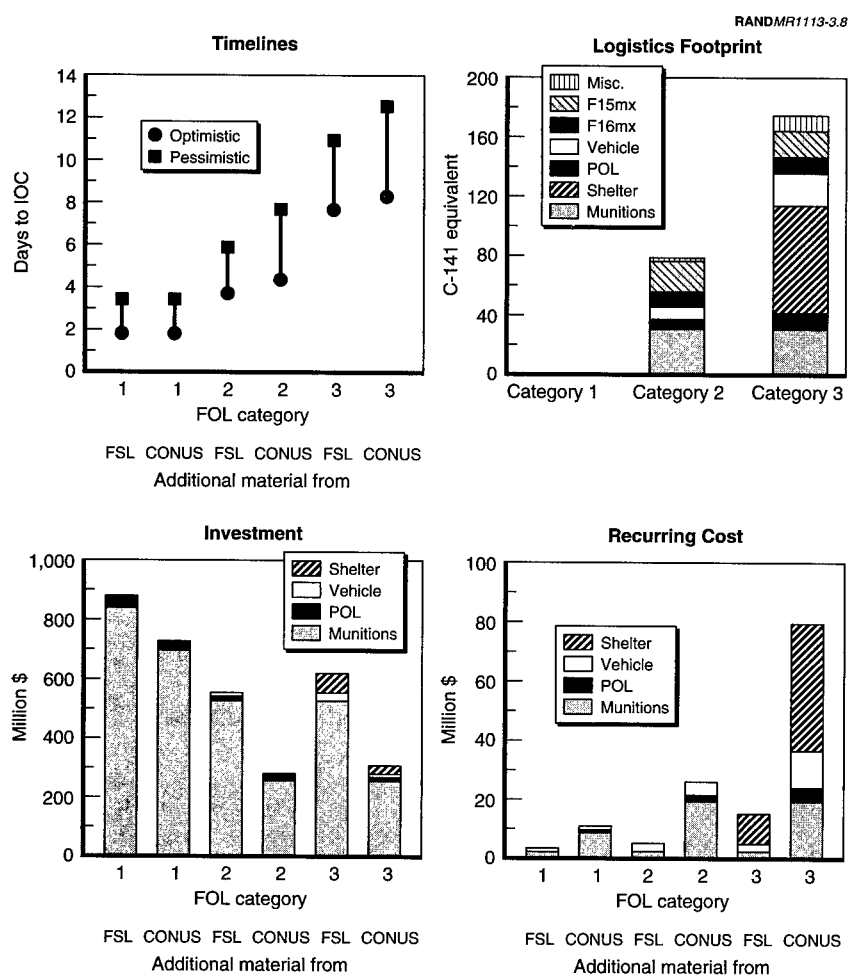 RANDMR1113-3.8
Timelines
14
12
10
8
6
4
2
0
Days to IOC
Optimistic
Pessimistic
1 1 2 2 3 3
FOL category
FSL CONUS FSL CONUS FSL CONUS
Additional material from
Logistics Footprint
200
160
120
80
40
0
C-141 equivalent
Misc.
F15mx
F16mx
Vehicle
POL
Shelter
Munitions
Category 1 Category 2 Category 3
Investment
1,000
800
600
400
200
0
Million $
Shelter
Vehicle
POL
Munitions
1 1 2 2 3 3
FOL category
FSL CONUS FSL CONUS FSL CONUS
Additional material from
Recurring Cost
100
80
60
40
20
0
Million $
Shelter
Vehicle
POL
Munitions
1 1 2 2 3 3
FOL category
FSL CONUS FSL CONUS FSL CONUS
Additional material from